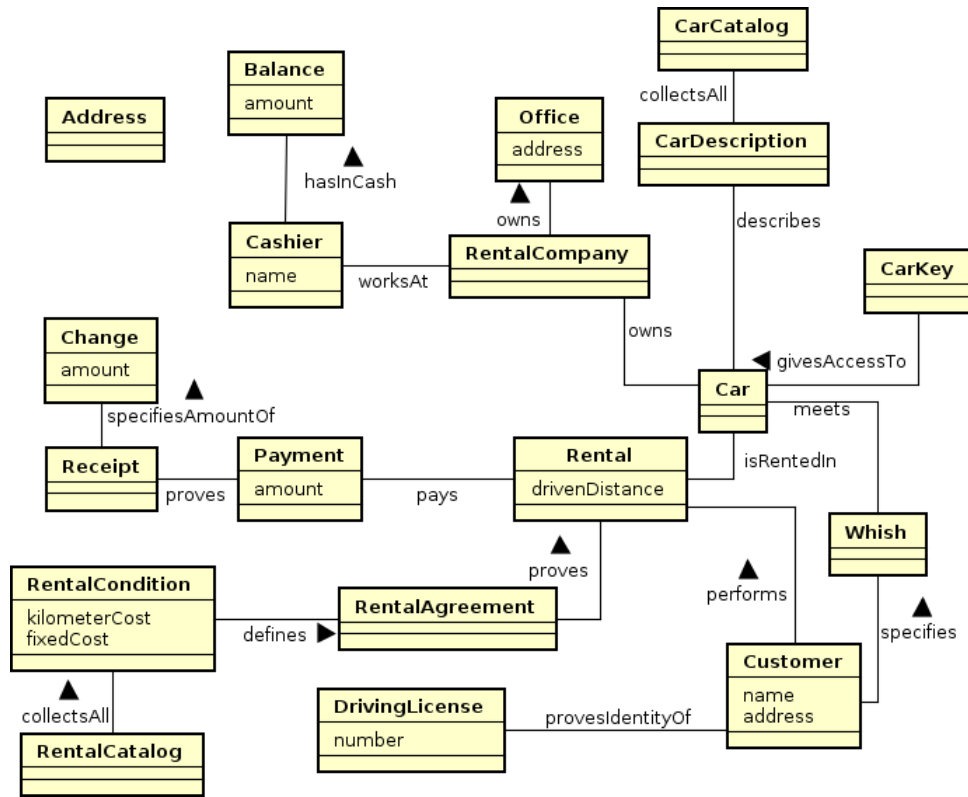 CarCatalog
Balance
amount
collectsAll
Address
Office
address
CarDescription
hasInCash
owns
describes
Cashier
name
RentalCompany
worksAt
CarKey
owns
Change
amount
givesAccessTo
Car
meets
specifiesAmountOf
Receipt
proves
Payment
amount
pays
Rental
drivenDistance
isRentedIn
Whish
proves
performs
specifies
RentalCondition
kilometerCost
fixedCost
defines
RentalAgreement
Customer
name
address
collectsAll
RentalCatalog
DrivingLicense
number
provesIdentityOf